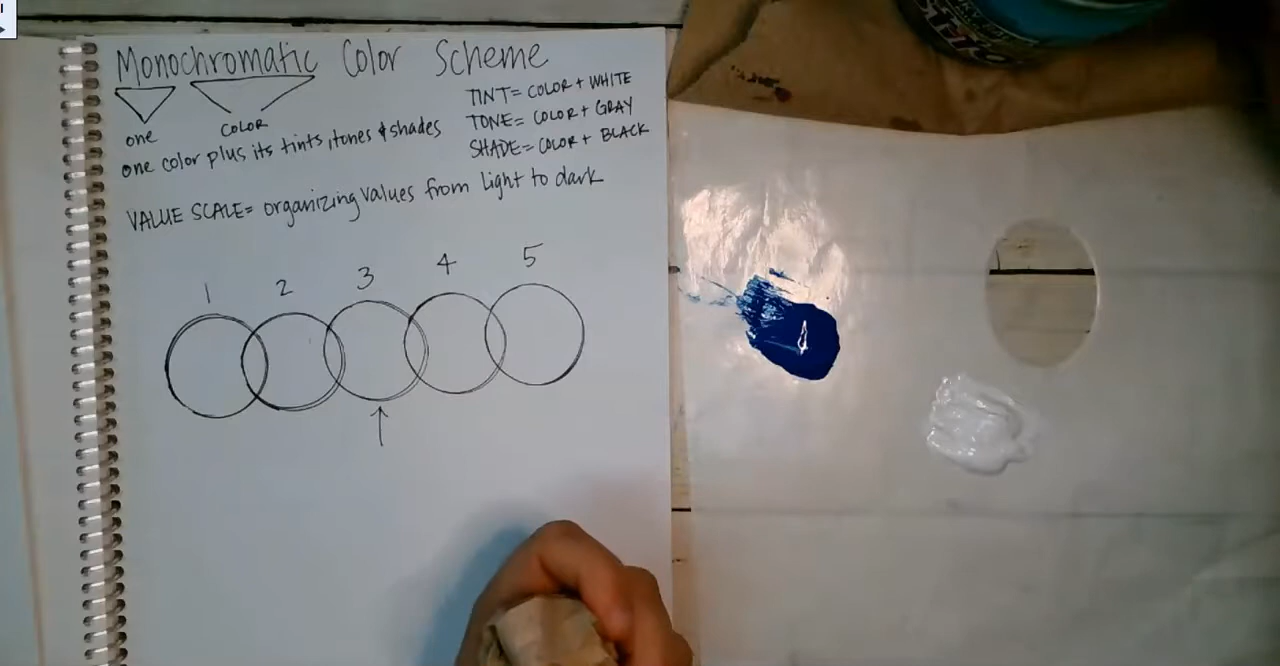 Monochromatic Color Scheme
one
COLOR
one color plus its tints, tones & shades
TINT= COLOR + WHITE
TONE= COLOR + GRAY
SHADE= COLOR + BLACK
VALUE SCALE= organizing values from light to dark
1 2 3 4 5